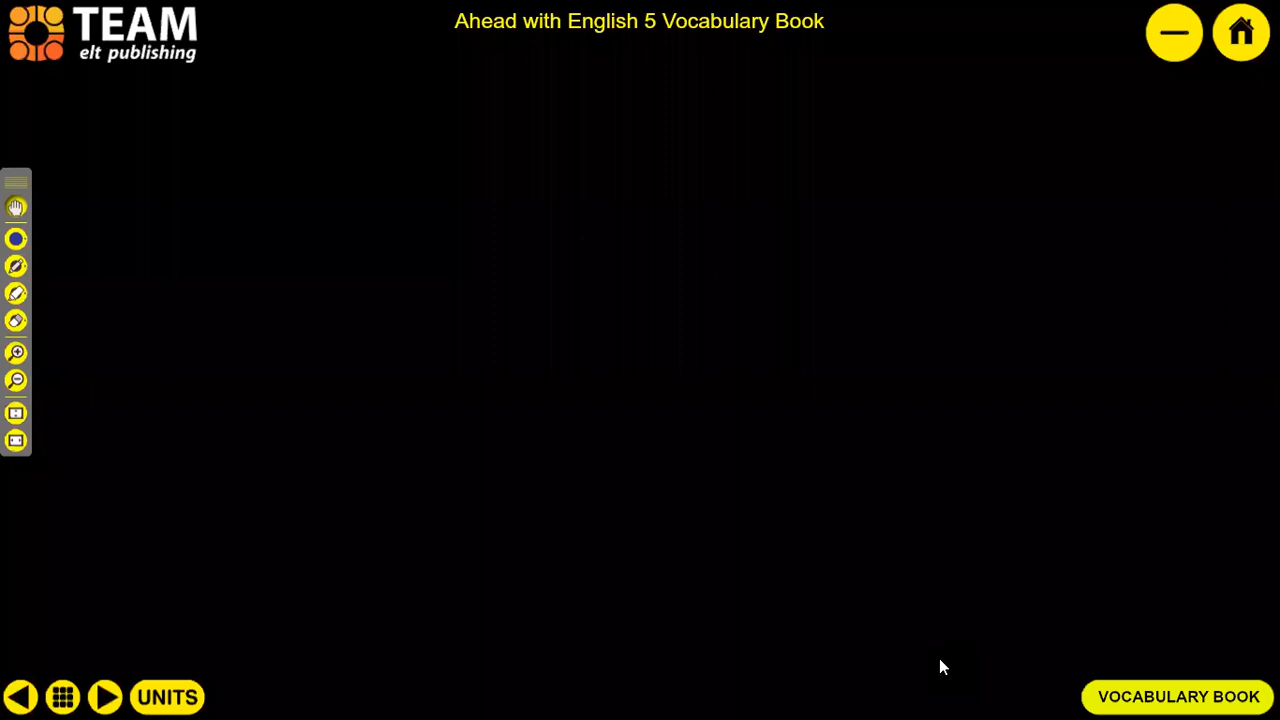 TEAM
elt publishing
Ahead with English 5 Vocabulary Book
UNITS
VOCABULARY BOOK